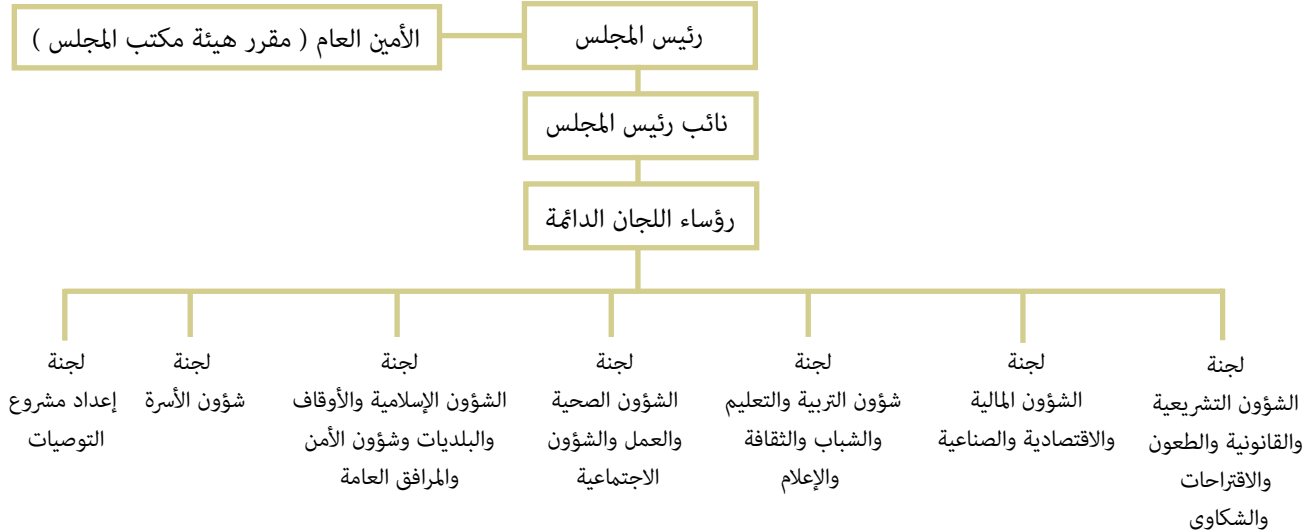 رئيس المجلس
الأمين العام ( مقرر هيئة مكتب المجلس )
نائب رئيس المجلس
رؤساء اللجان الدائمة
لجنة
الشؤون التشريعية
والقانونية والطعون
والاقتراحات
والشكاوى
لجنة
الشؤون المالية
والاقتصادية والصناعية
لجنة
شؤون التربية والتعليم
والشباب والثقافة
والإعلام
لجنة
الشؤون الصحية
والعمل والشؤون
الاجتماعية
لجنة
الشؤون الإسلامية والأوقاف
والبلديات وشؤون الأمن
والمرافق العامة
لجنة
شؤون الأسرة
لجنة
إعداد مشروع
التوصيات